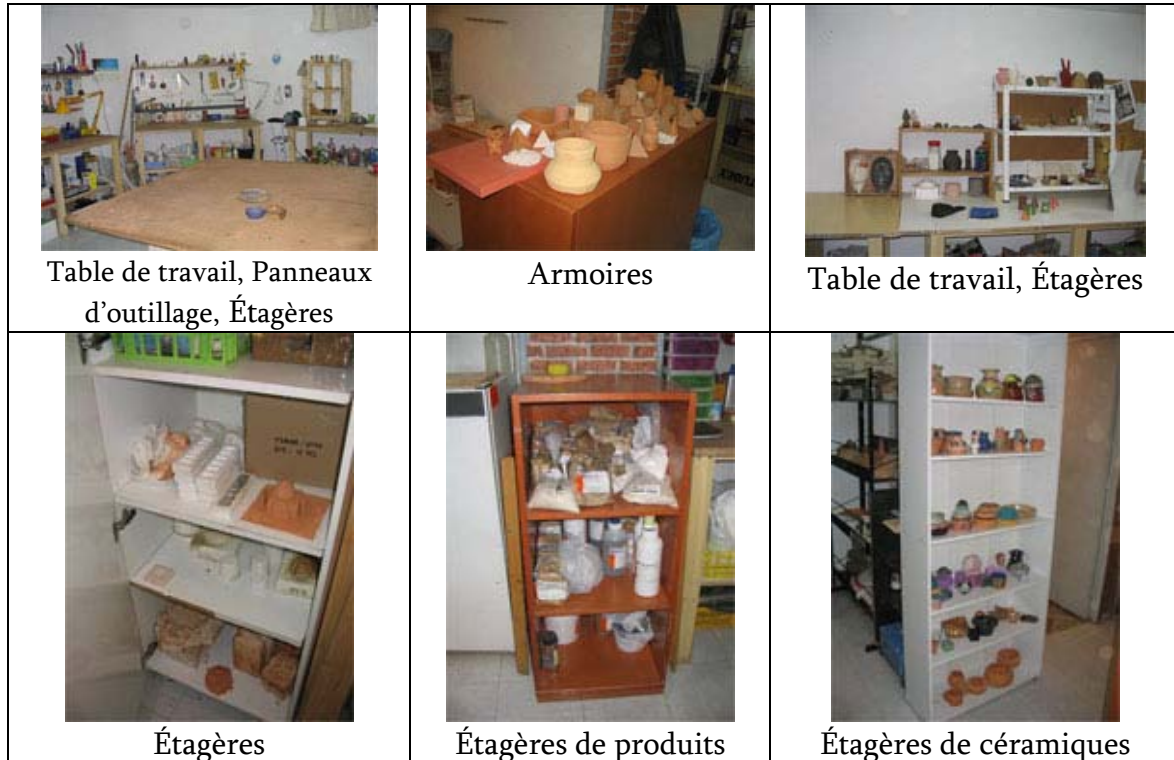 Table de travail, Panneaux
d'outillage, Étagères
Armoires
Table de travail, Étagères
Étagères
Étagères de produits
Étagères de céramiques